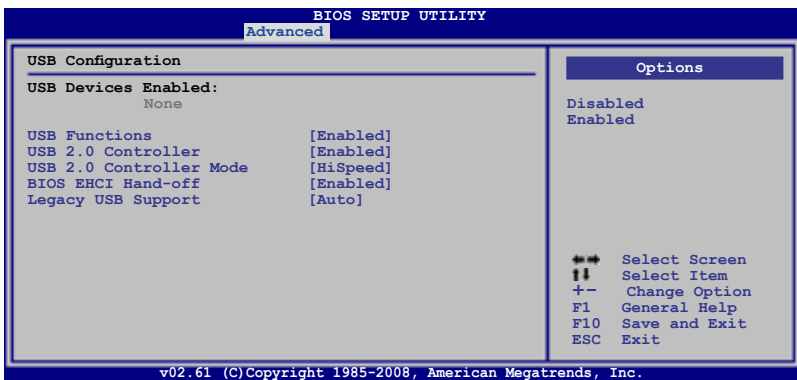 BIOS SETUP UTILITY
Advanced
USB Configuration
USB Devices Enabled:
None
USB Functions [Enabled]
USB 2.0 Controller [Enabled]
USB 2.0 Controller Mode [HiSpeed]
BIOS EHCI Hand-off [Enabled]
Legacy USB Support [Auto]
Options
Disabled
Enabled
←→ Select Screen
↑↓ Select Item
+- Change Option
F1 General Help
F10 Save and Exit
ESC Exit
v02.61 (C)Copyright 1985-2008, American Megatrends, Inc.